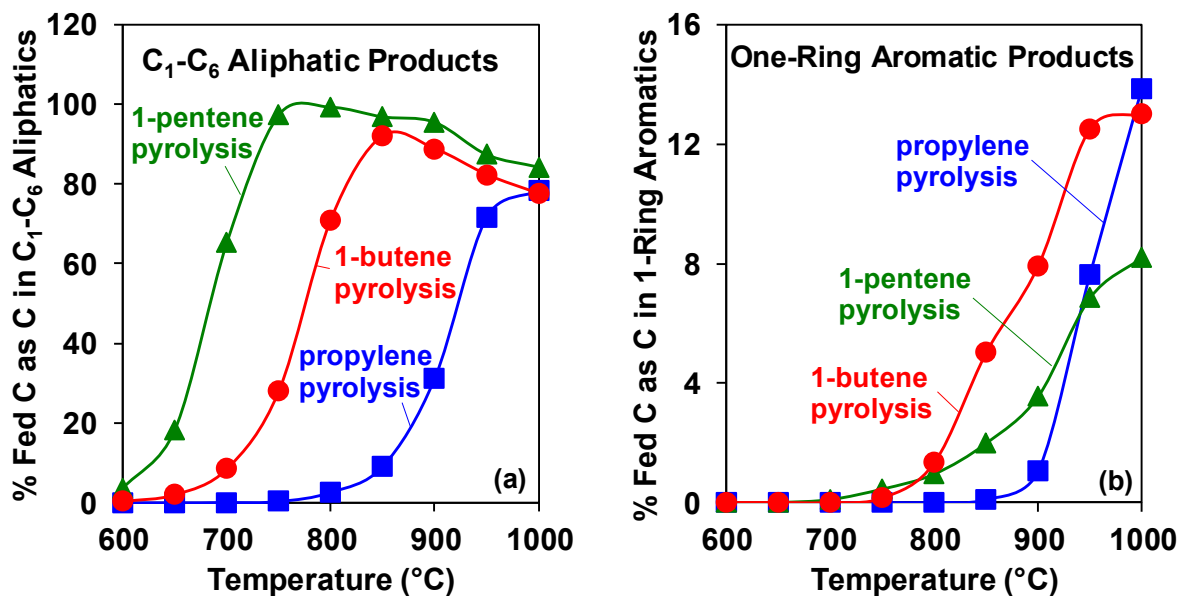 % Fed C as C in C₁-C₆ Aliphatics
120
100
80
60
40
20
0
C₁-C₆ Aliphatic Products
1-pentene
pyrolysis
1-butene
pyrolysis
propylene
pyrolysis
(a)
600 700 800 900 1000
Temperature (°C)
% Fed C as C in 1-Ring Aromatics
16
12
8
4
0
One-Ring Aromatic Products
propylene
pyrolysis
1-pentene
pyrolysis
1-butene
pyrolysis
(b)
600 700 800 900 1000
Temperature (°C)